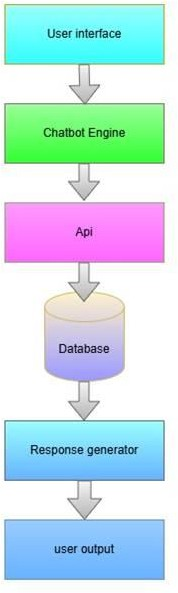 User interface
Chatbot Engine
Api
Database
Response generator
user output